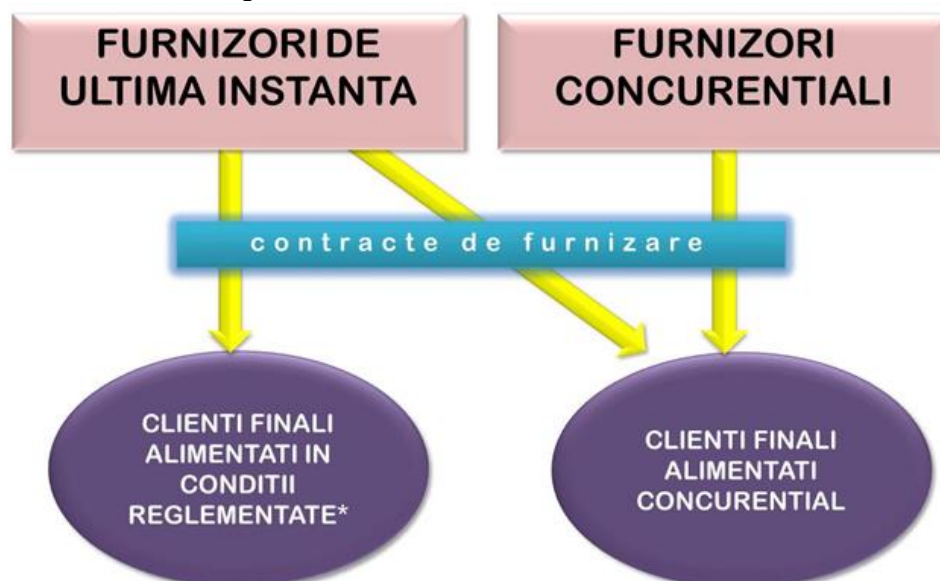 FURNIZORI DE
ULTIMA INSTANTA
FURNIZORI
CONCURENTIALI
contracte de furnizare
CLIENTI FINALI
ALIMENTATI IN
CONDITII
REGLEMENTATE*
CLIENTI FINALI
ALIMENTATI
CONCURENTIAL